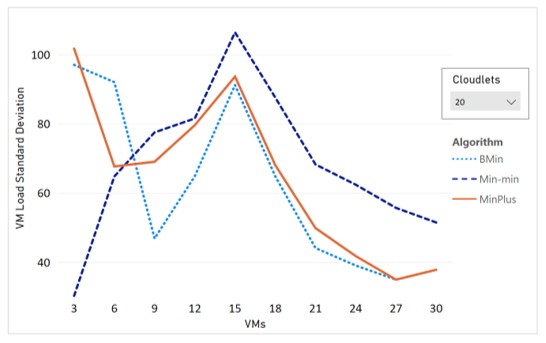 VM Load Standard Deviation
100
80
60
40
3 6 9 12 15 18 21 24 27 30
VMs
Cloudlets
20
Algorithm
BMin
Min-min
MinPlus